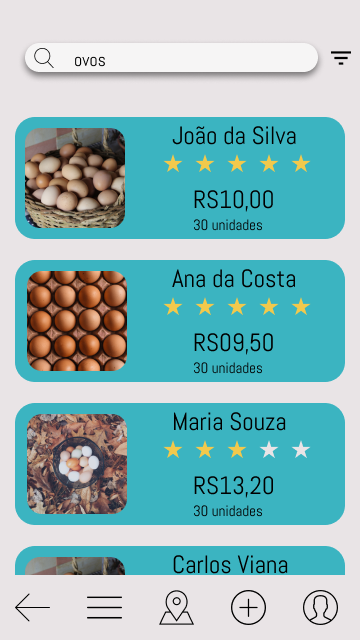 ovos
João da Silva
RS10,00
30 unidades
Ana da Costa
RS09,50
30 unidades
Maria Souza
RS13,20
30 unidades
Carlos Viana